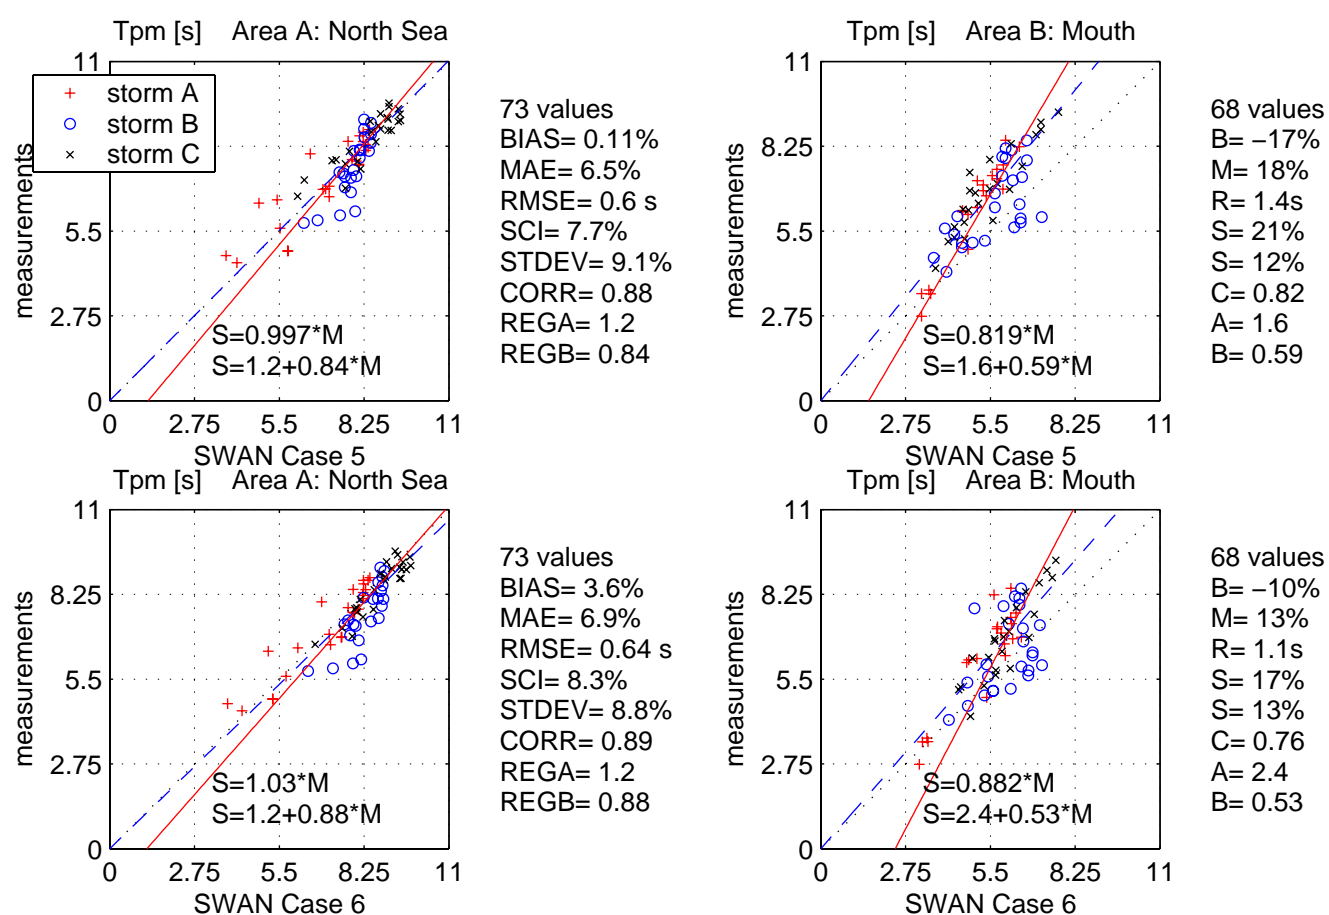 Tpm [s] Area A: North Sea
11
8.25
5.5
2.75
0
measurements
storm A
storm B
storm C
S=0.997*M
S=1.2+0.84*M
0 2.75 5.5 8.25 11
SWAN Case 5
73 values
BIAS= 0.11%
MAE= 6.5%
RMSE= 0.6 s
SCI= 7.7%
STDEV= 9.1%
CORR= 0.88
REGA= 1.2
REGB= 0.84
Tpm [s] Area B: Mouth
11
8.25
5.5
2.75
0
measurements
S=0.819*M
S=1.6+0.59*M
0 2.75 5.5 8.25 11
SWAN Case 5
68 values
B= −17%
M= 18%
R= 1.4s
S= 21%
S= 12%
C= 0.82
A= 1.6
B= 0.59
Tpm [s] Area A: North Sea
11
8.25
5.5
2.75
0
measurements
S=1.03*M
S=1.2+0.88*M
0 2.75 5.5 8.25 11
SWAN Case 6
73 values
BIAS= 3.6%
MAE= 6.9%
RMSE= 0.64 s
SCI= 8.3%
STDEV= 8.8%
CORR= 0.89
REGA= 1.2
REGB= 0.88
Tpm [s] Area B: Mouth
11
8.25
5.5
2.75
0
measurements
S=0.882*M
S=2.4+0.53*M
0 2.75 5.5 8.25 11
SWAN Case 6
68 values
B= −10%
M= 13%
R= 1.1s
S= 17%
S= 13%
C= 0.76
A= 2.4
B= 0.53